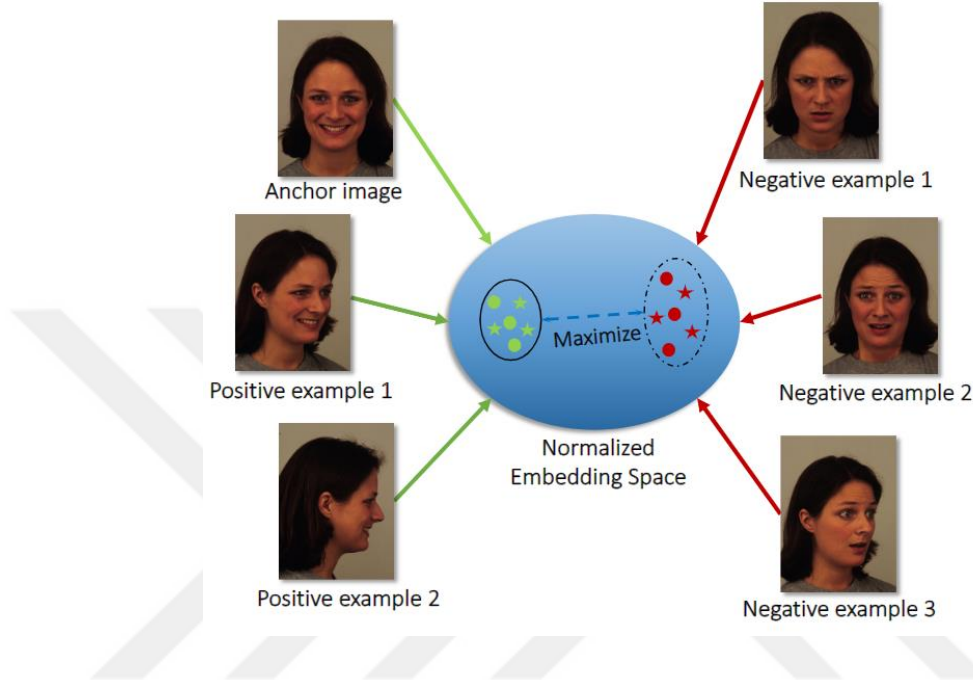 Anchor image
Negative example 1
Positive example 1
Maximize
Negative example 2
Normalized
Embedding Space
Positive example 2
Negative example 3